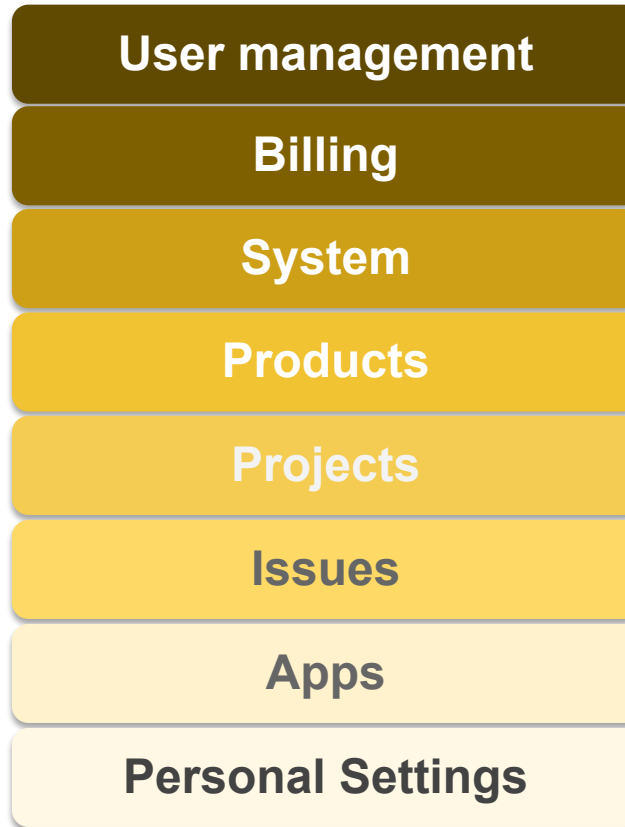 User management
Billing
System
Products
Projects
Issues
Apps
Personal Settings